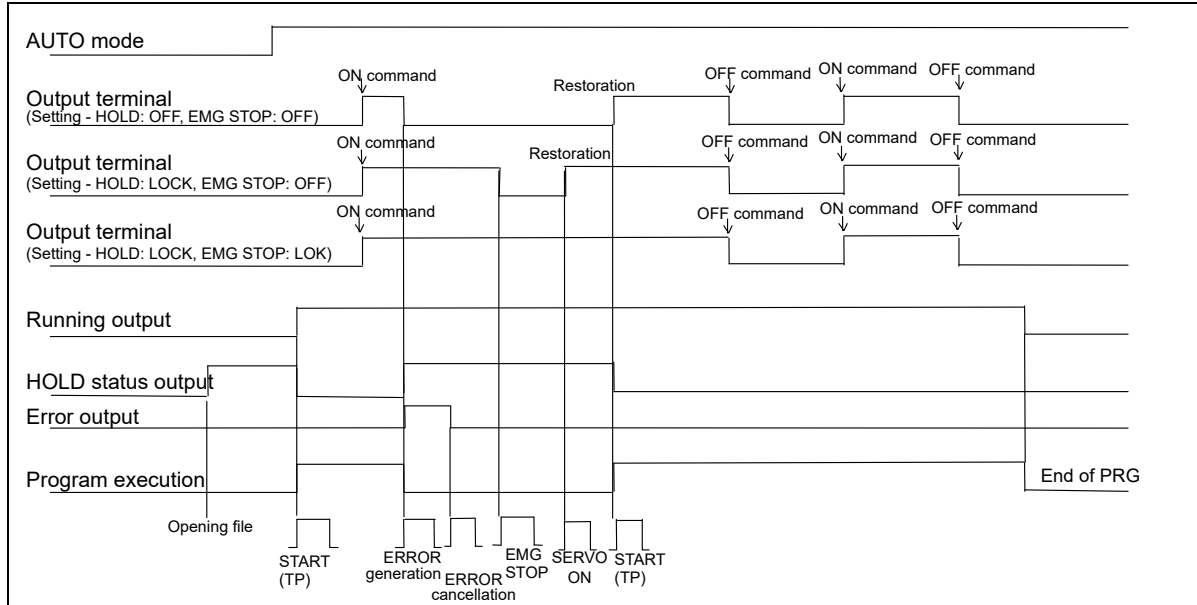 AUTO mode
ON command
Restoration
OFF command
ON command
OFF command
Output terminal
(Setting - HOLD: OFF, EMG STOP: OFF)
ON command
Restoration
OFF command
ON command
OFF command
Output terminal
(Setting - HOLD: LOCK, EMG STOP: OFF)
ON command
OFF command
ON command
OFF command
Output terminal
(Setting - HOLD: LOCK, EMG STOP: LOK)
Running output
HOLD status output
Error output
Program execution
End of PRG
Opening file
START
(TP)
ERROR
generation
ERROR
cancellation
EMG
STOP
SERVO
ON
START
(TP)